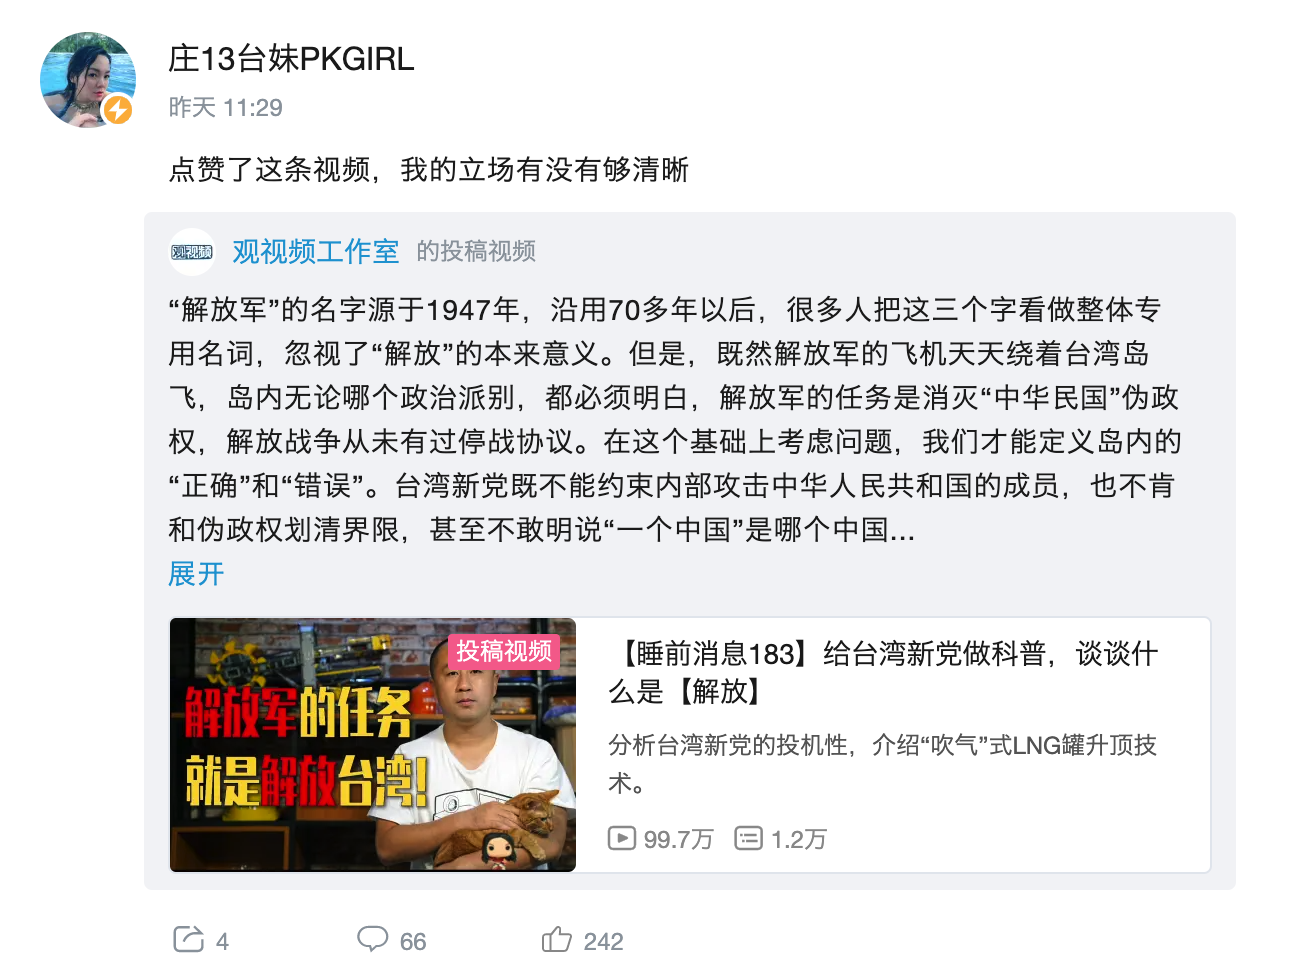 庄13台妹PKGIRL
昨天 11:29
点赞了这条视频，我的立场有没有够清晰
观视频
观视频工作室 的投稿视频
“解放军”的名字源于1947年，沿用70多年以后，很多人把这三个字看做整体专
用名词，忽视了“解放”的本来意义。但是，既然解放军的飞机天天绕着台湾岛
飞，岛内无论哪个政治派别，都必须明白，解放军的任务是消灭“中华民国”伪政
权，解放战争从未有过停战协议。在这个基础上考虑问题，我们才能定义岛内的
“正确”和“错误”。台湾新党既不能约束内部攻击中华人民共和国的成员，也不肯
和伪政权划清界限，甚至不敢明说“一个中国”是哪个中国...
展开
投稿视频
解放军的任务
就是解放台湾!
【睡前消息183】给台湾新党做科普，谈谈什
么是【解放】
分析台湾新党的投机性，介绍“吹气”式LNG罐升顶技
术。
99.7万 1.2万
4 66 242